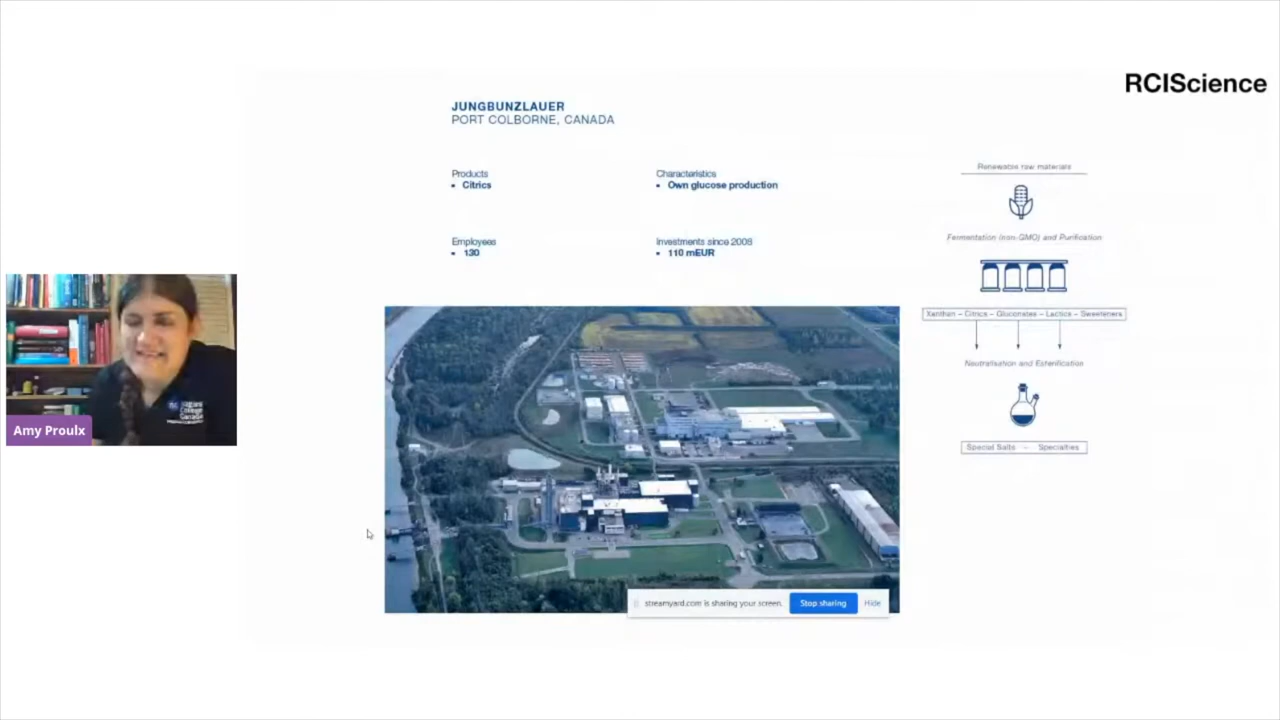 RCIScience
JUNGBUNZLAUER
PORT COLBORNE, CANADA
Products
• Citrics
Characteristics
• Own glucose production
Employees
• 130
Investments since 2008
• 110 mEUR
Renewable raw materials
Fermentation (non-GMO) and Purification
Xanthan – Citrics – Gluconates – Lactics – Sweeteners
Neutralisation and Esterification
Special Salts – Specialties
Amy Proulx
College
Canada
streamyard.com is sharing your screen.
Stop sharing
Hide